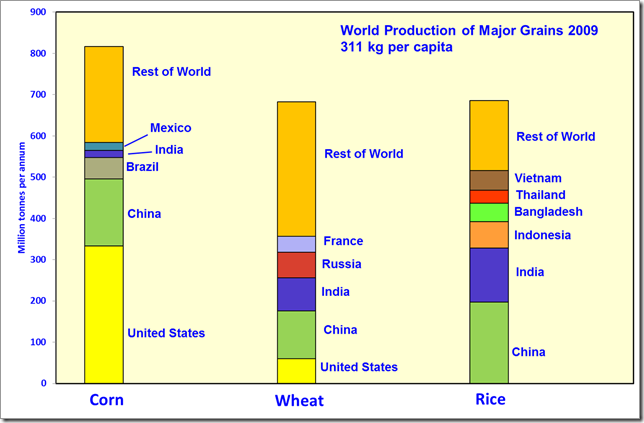 World Production of Major Grains 2009
311 kg per capita
Million tonnes per annum
900
800
700
600
500
400
300
200
100
0
Rest of World
Mexico
India
Brazil
China
United States
Corn
Rest of World
France
Russia
India
China
United States
Wheat
Rest of World
Vietnam
Thailand
Bangladesh
Indonesia
India
China
Rice